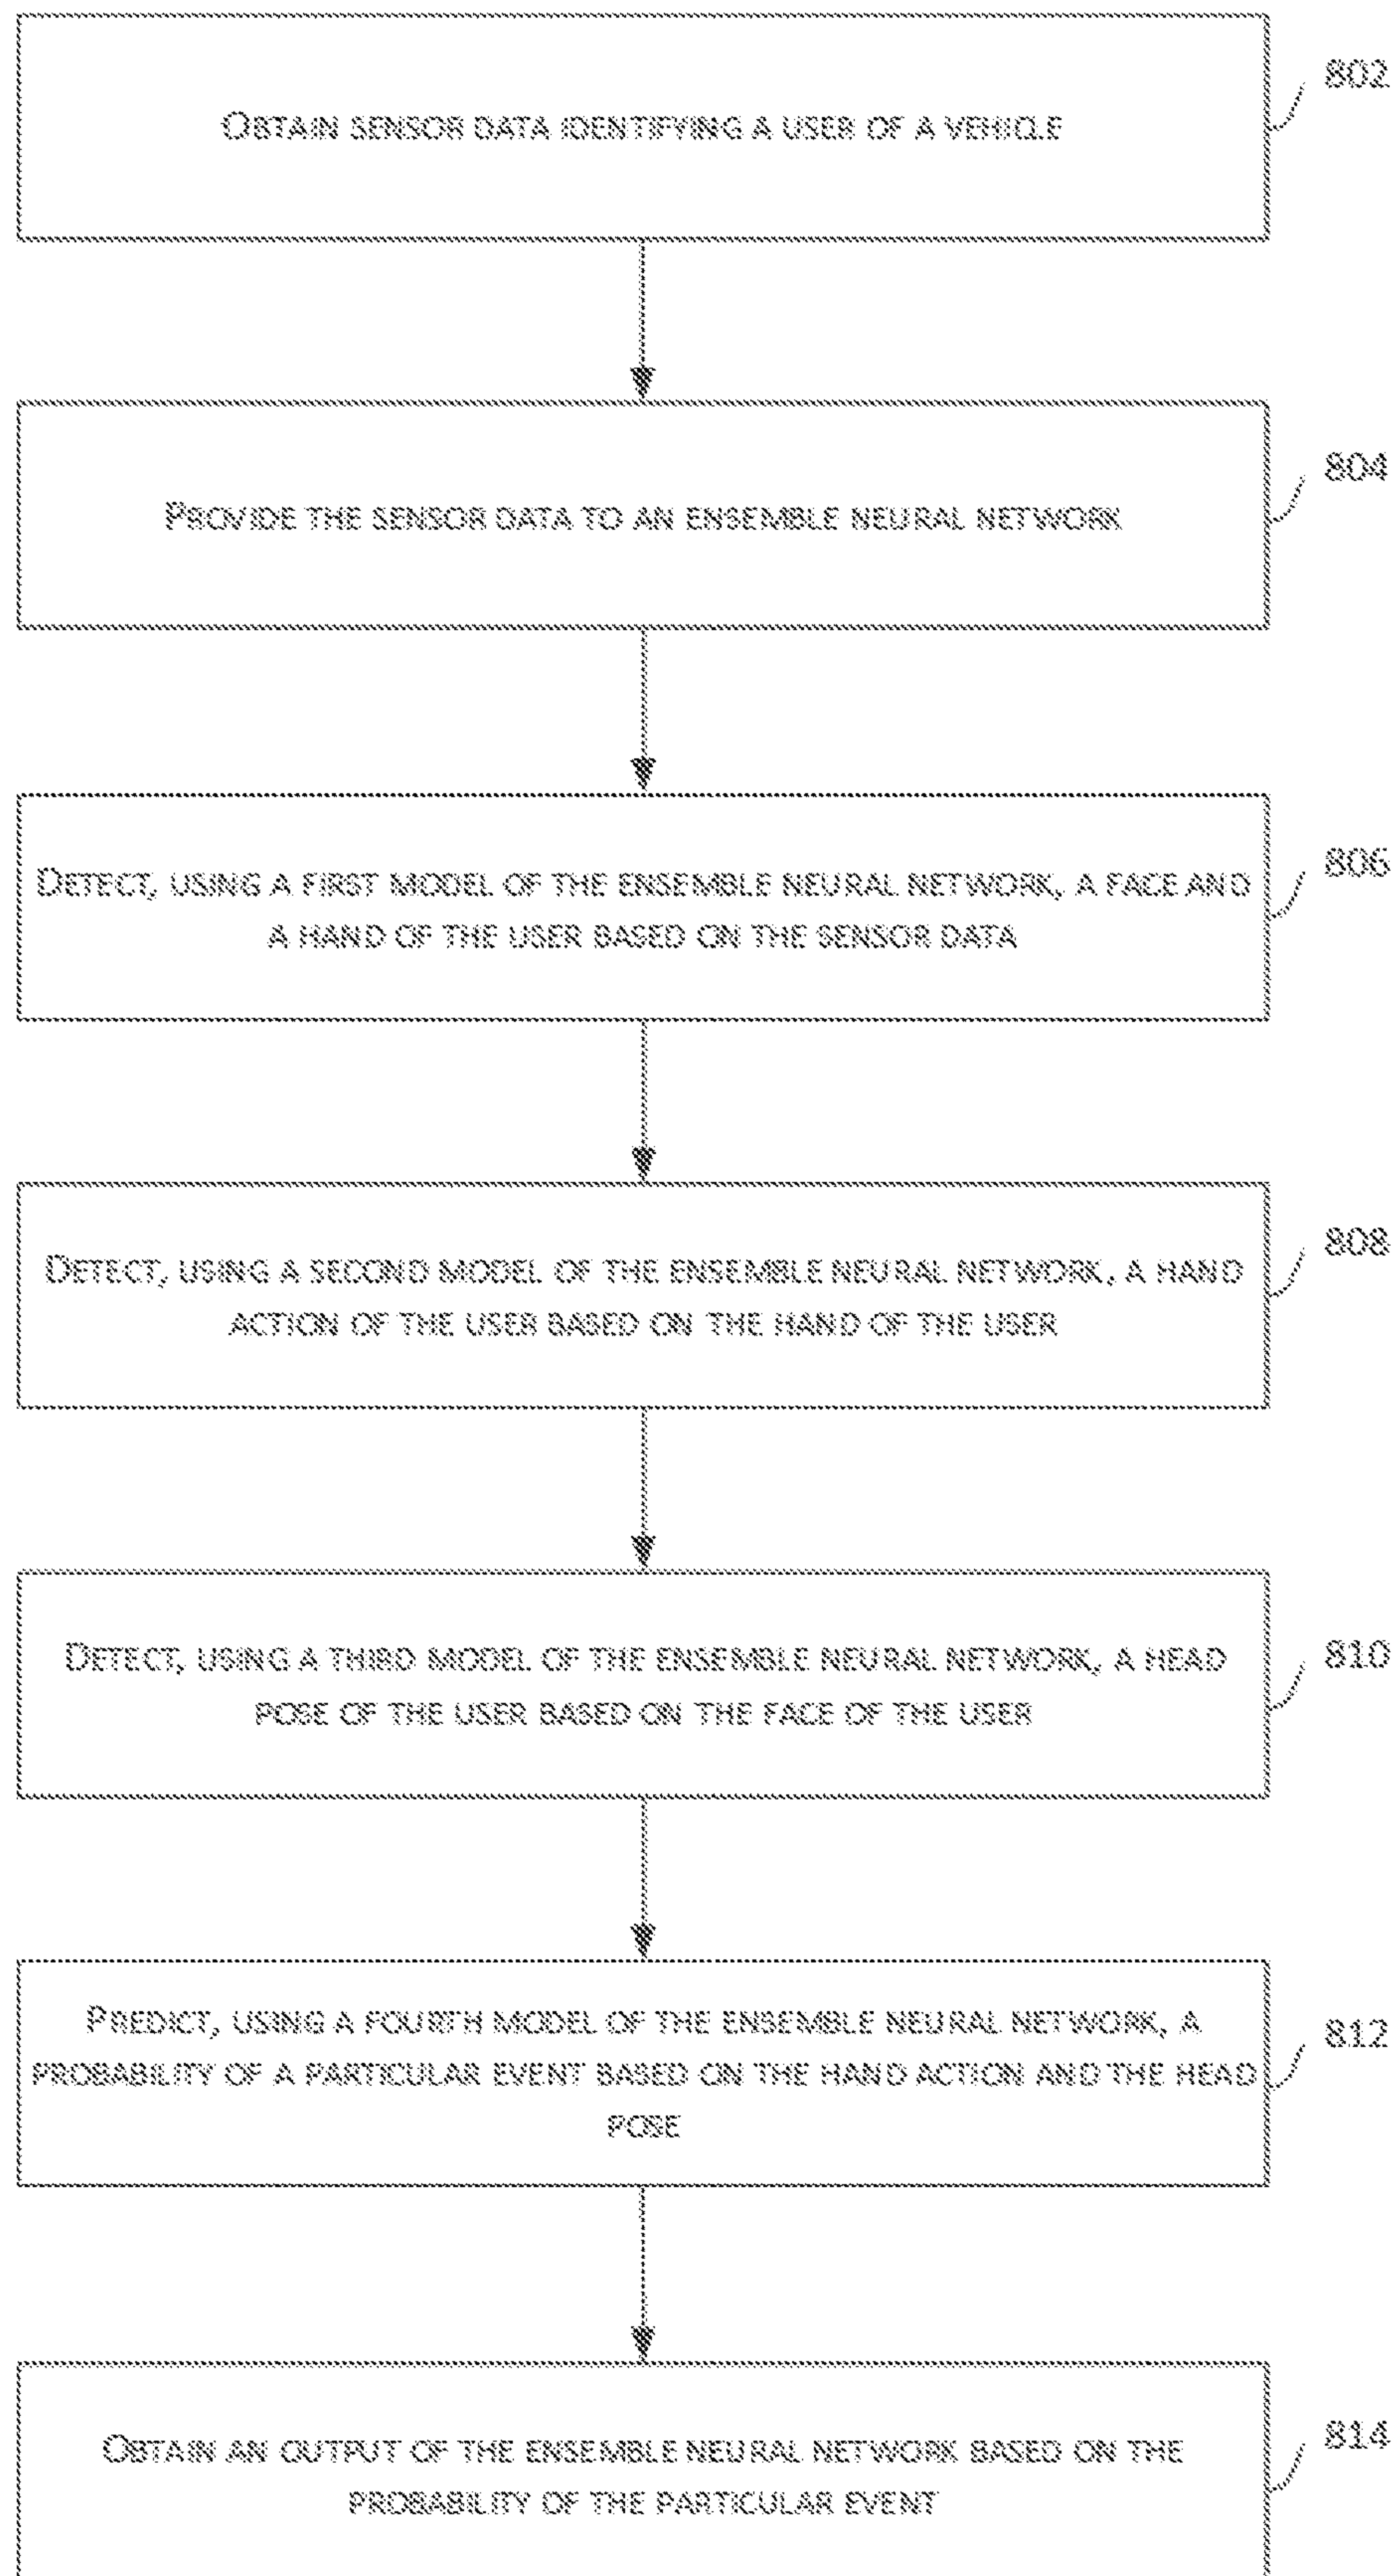 OBTAIN SENSOR DATA IDENTIFYING A USER OF A VEHICLE
802
PROVIDE THE SENSOR DATA TO AN ENSEMBLE NEURAL NETWORK
804
DETECT, USING A FIRST MODEL OF THE ENSEMBLE NEURAL NETWORK, A FACE AND
A HAND OF THE USER BASED ON THE SENSOR DATA
806
DETECT, USING A SECOND MODEL OF THE ENSEMBLE NEURAL NETWORK, A HAND
ACTION OF THE USER BASED ON THE HAND OF THE USER
808
DETECT, USING A THIRD MODEL OF THE ENSEMBLE NEURAL NETWORK, A HEAD
POSE OF THE USER BASED ON THE FACE OF THE USER
810
PREDICT, USING A FOURTH MODEL OF THE ENSEMBLE NEURAL NETWORK, A
PROBABILITY OF A PARTICULAR EVENT BASED ON THE HAND ACTION AND THE HEAD
POSE
812
OBTAIN AN OUTPUT OF THE ENSEMBLE NEURAL NETWORK BASED ON THE
PROBABILITY OF THE PARTICULAR EVENT
814